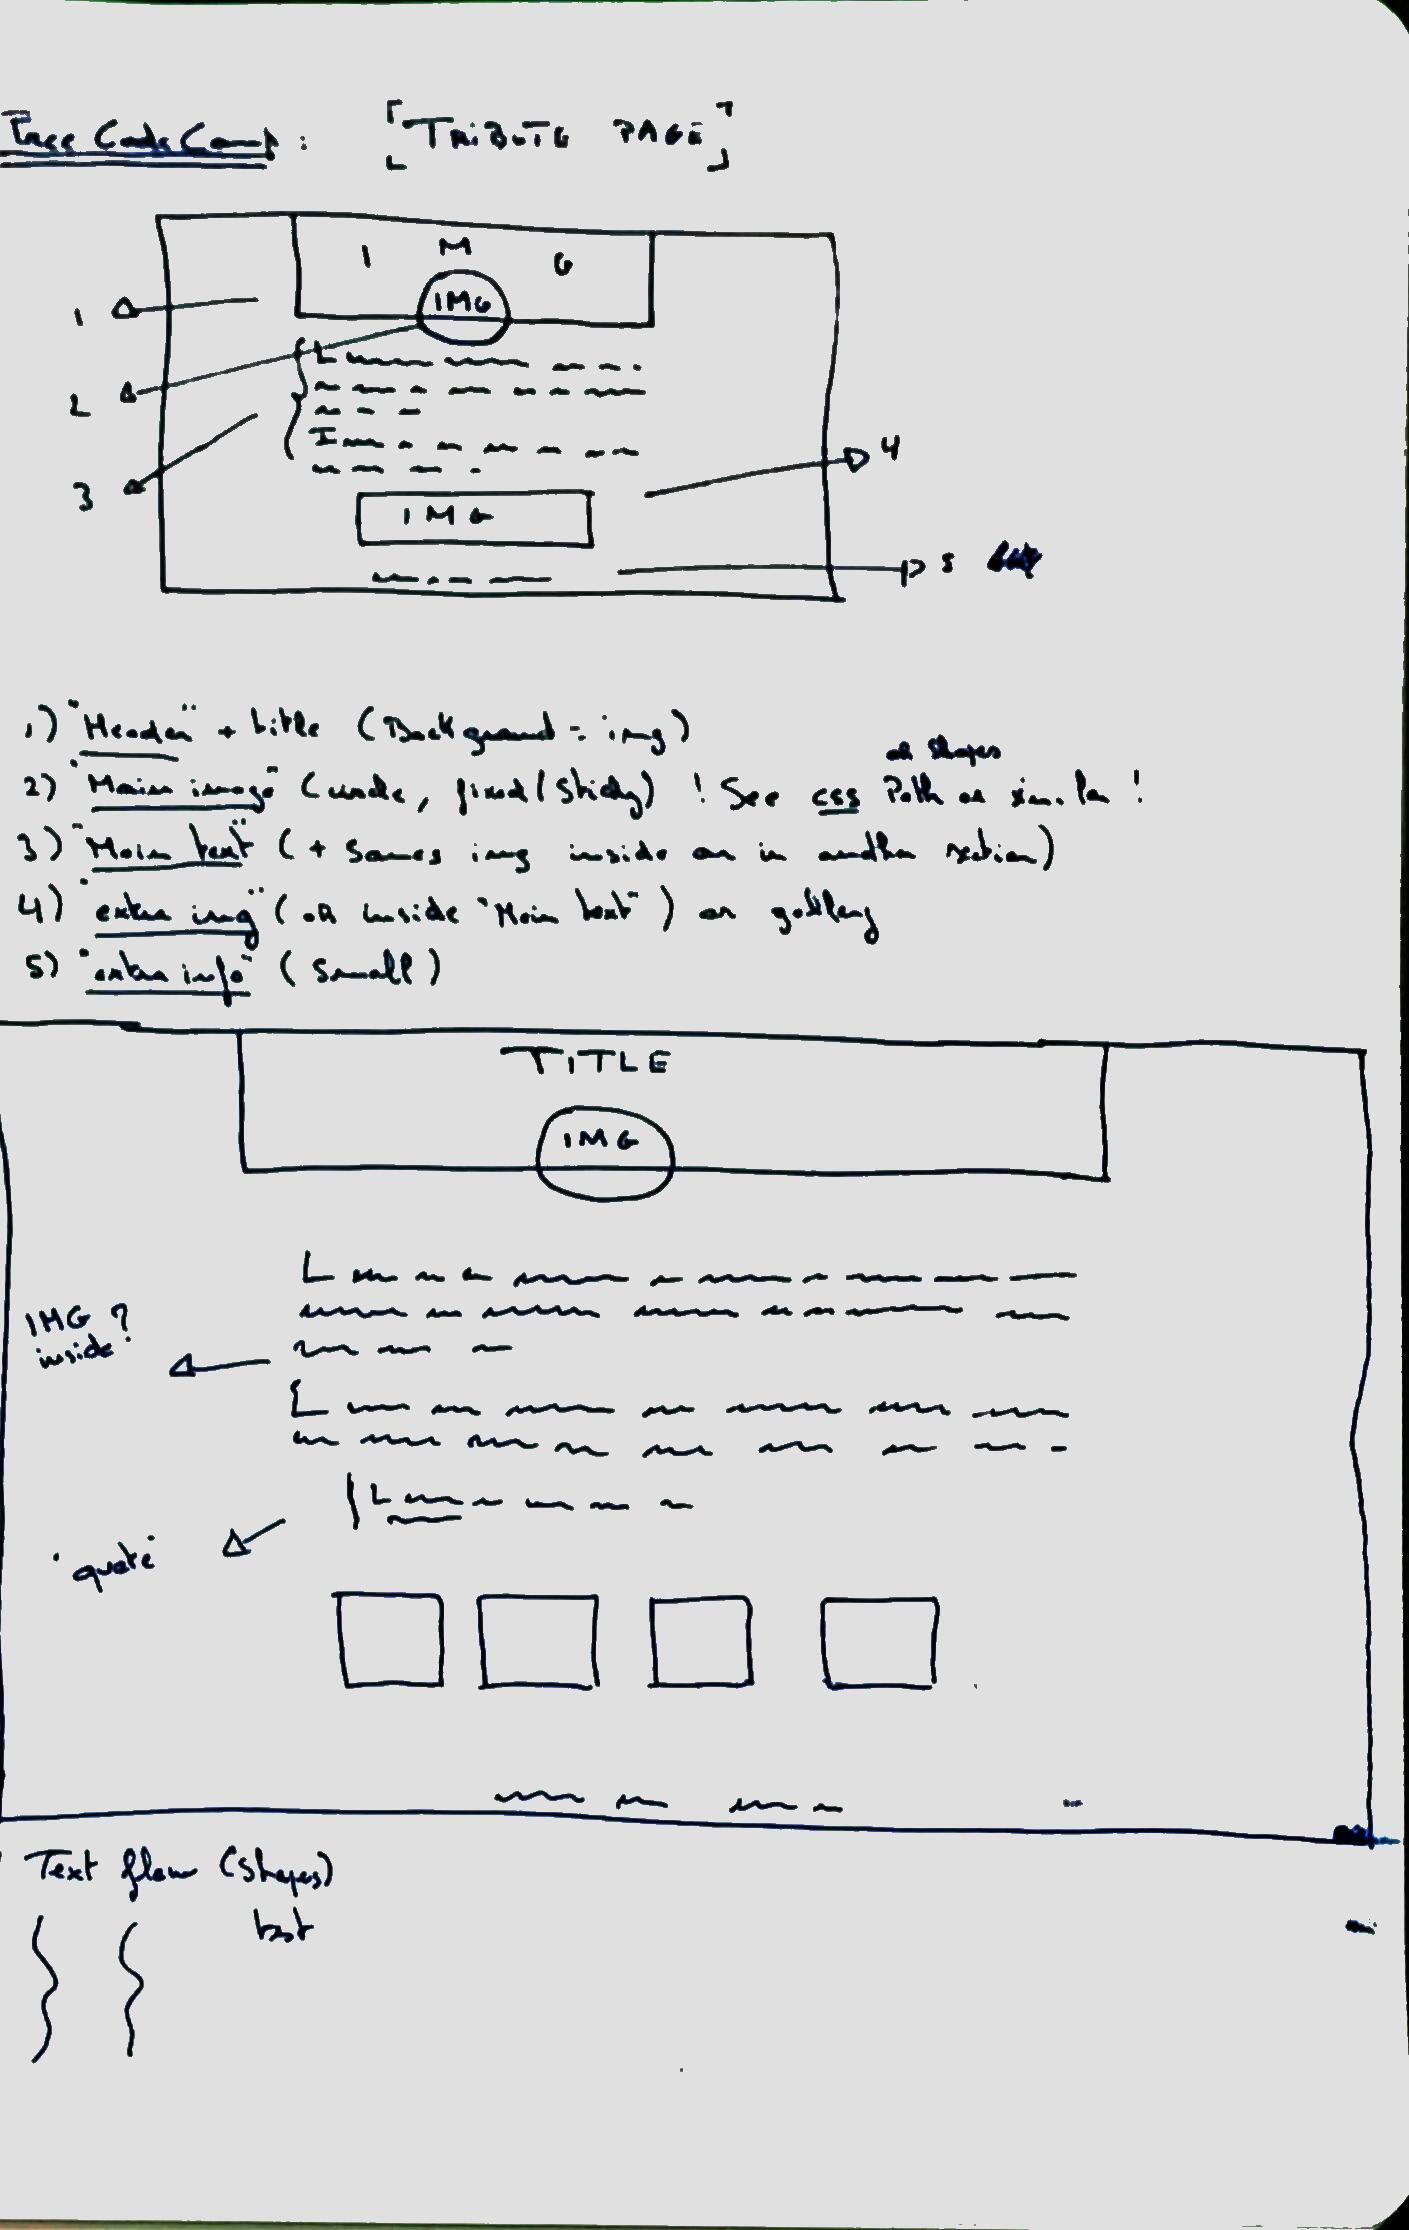 Free Code Camp : [TRIBUTE PAGE]
I M G
IMG
1
2
3
IMG
4
5
1) "Header" + title (Background = img)
or shapes
2) "Main image" (circle, fixed/sticky) ! See css Path or similar !
3) "Main text" (+ somes img inside or in another section)
4) "extra img" (or inside "Main text") or gallery
5) "extra info" (small)
TITLE
IMG
IMG ?
inside?
"quote"
Text flow (shapes)
text